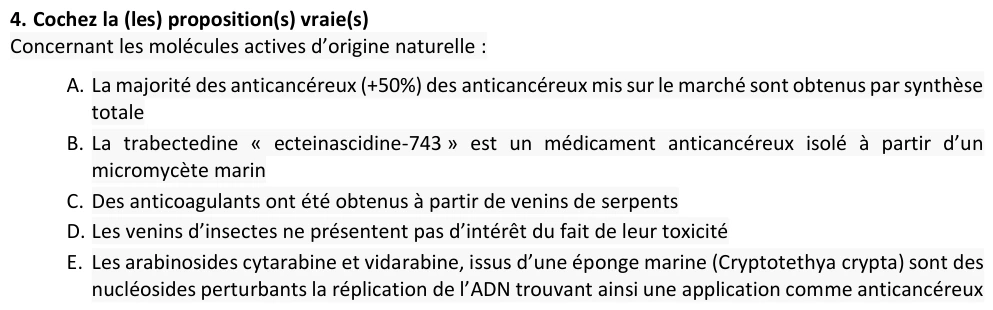 4. Cochez la (les) proposition(s) vraie(s)
Concernant les molécules actives d’origine naturelle :
A. La majorité des anticancéreux (+50%) des anticancéreux mis sur le marché sont obtenus par synthèse
totale
B. La trabectedine « ecteinascidine-743 » est un médicament anticancéreux isolé à partir d’un
micromycète marin
C. Des anticoagulants ont été obtenus à partir de venins de serpents
D. Les venins d’insectes ne présentent pas d’intérêt du fait de leur toxicité
E. Les arabinosides cytarabine et vidarabine, issus d’une éponge marine (Cryptotethya crypta) sont des
nucléosides perturbants la réplication de l’ADN trouvant ainsi une application comme anticancéreux